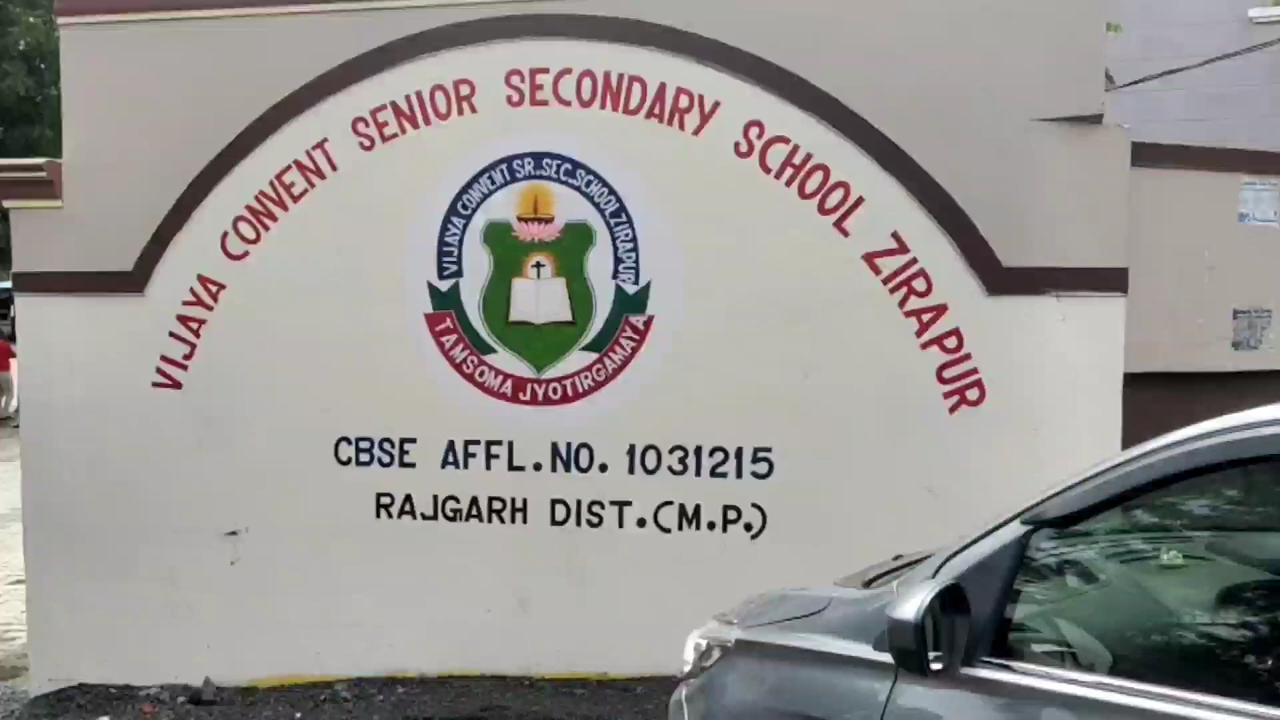 VIJAYA CONVENT SENIOR SECONDARY SCHOOL ZIRAPUR
VIJAYA CONVENT SR.SEC.SCHOOL ZIRAPUR
TAMSOMA JYOTIRGAMAYA
CBSE AFFL.NO. 1031215
RAJGARH DIST.(M.P.)